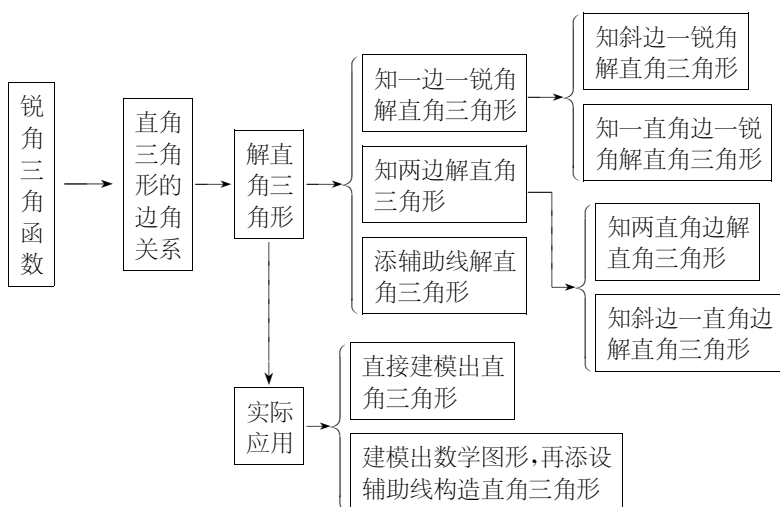 锐
角
三
角
函
数
直角
三角
形的
边角
关系
解直
角三
角形
知一边一锐角
解直角三角形
知斜边一锐角
解直角三角形
知一直角边一锐
角解直角三角形
知两边解直角
三角形
知两直角边解
直角三角形
知斜边一直角边
解直角三角形
添辅助线解直
角三角形
实际
应用
直接建模出直
角三角形
建模出数学图形,再添设
辅助线构造直角三角形